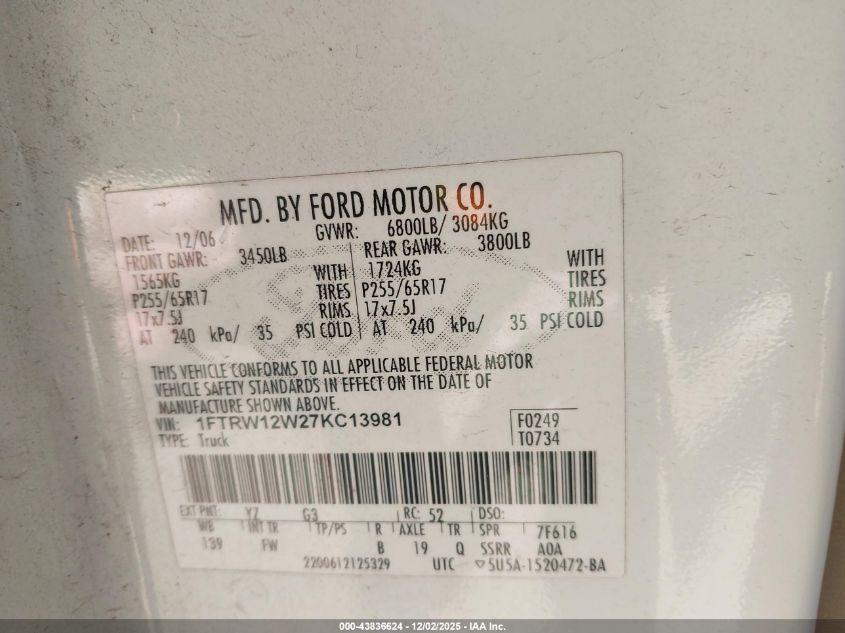 MFD. BY FORD MOTOR CO.
DATE: 12/06 GVWR: 6800LB/ 3084KG
FRONT GAWR: 3450LB REAR GAWR: 3800LB
1565KG WITH 1724KG WITH
P255/65R17 TIRES P255/65R17 TIRES
17x7.5J RIMS 17x7.5J RIMS
AT 240 kPa/ 35 PSI COLD AT 240 kPa/ 35 PSI COLD
THIS VEHICLE CONFORMS TO ALL APPLICABLE FEDERAL MOTOR
VEHICLE SAFETY STANDARDS IN EFFECT ON THE DATE OF
MANUFACTURE SHOWN ABOVE.
VIN: 1FTRW12W27KC13981 F0249
TYPE: Truck T0734
EXT PNT: YZ G3 RC: 52 DSO:
WB INT TR TP/PS R AXLE TR SPR 7F616
139 FW B 19 Q SSRR A0A
2200612125329 UTC ▽5U5A-1520472-BA
000-43836624 - 12/02/2025 - IAA Inc.